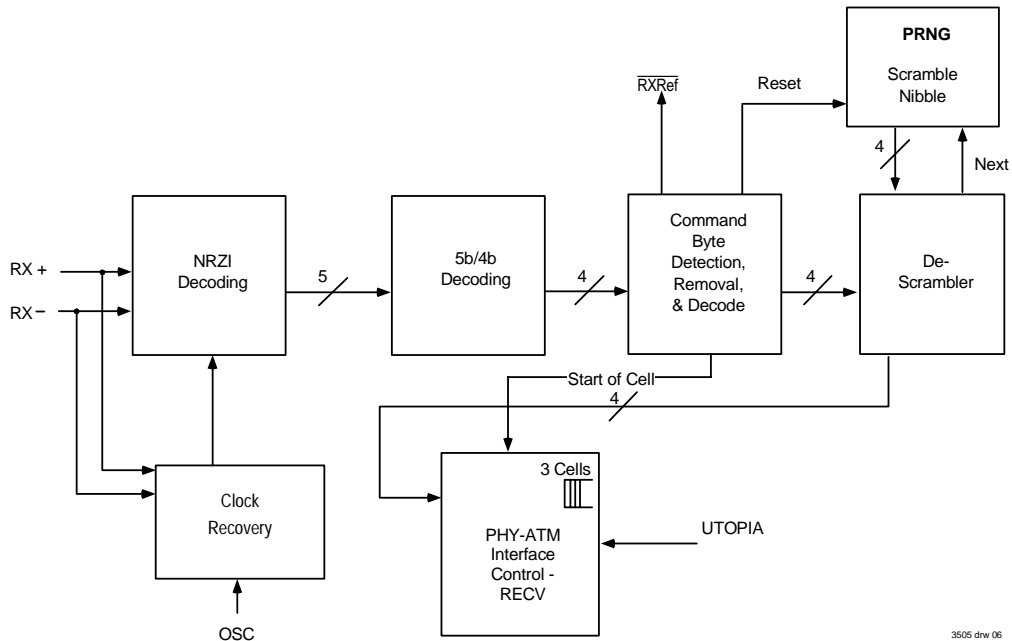 PRNG
Scramble
Nibble
RXRef
Reset
4
Next
NRZI
Decoding
5b/4b
Decoding
Command
Byte
Detection,
Removal,
& Decode
De-
Scrambler
RX +
RX –
5
4
4
Start of Cell
4
3 Cells
PHY-ATM
Interface
Control -
RECV
Clock
Recovery
UTOPIA
OSC
3505 drw 06